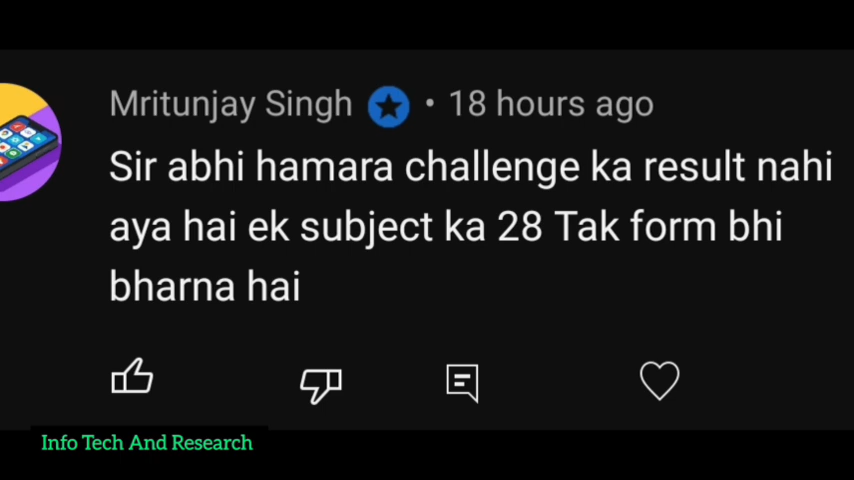 Mritunjay Singh • 18 hours ago
Sir abhi hamara challenge ka result nahi
aya hai ek subject ka 28 Tak form bhi
bharna hai
Info Tech And Research